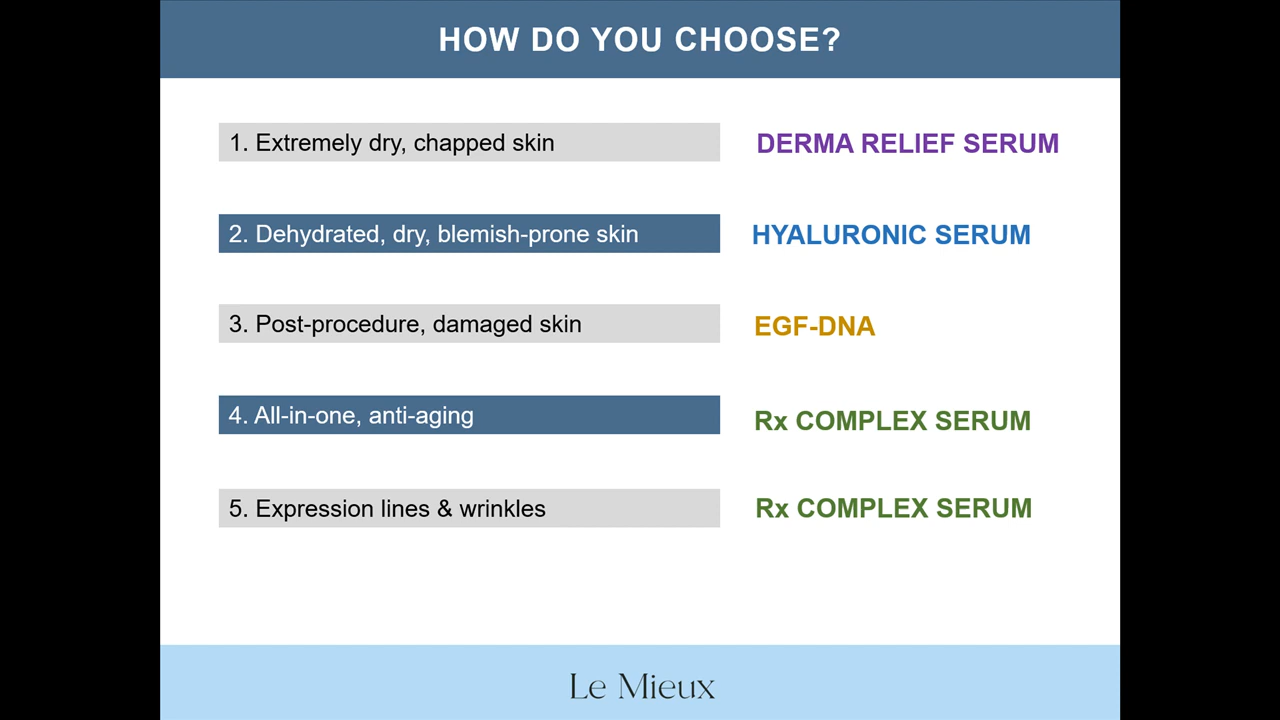 HOW DO YOU CHOOSE?
1. Extremely dry, chapped skin DERMA RELIEF SERUM
2. Dehydrated, dry, blemish-prone skin HYALURONIC SERUM
3. Post-procedure, damaged skin EGF-DNA
4. All-in-one, anti-aging Rx COMPLEX SERUM
5. Expression lines & wrinkles Rx COMPLEX SERUM
Le Mieux